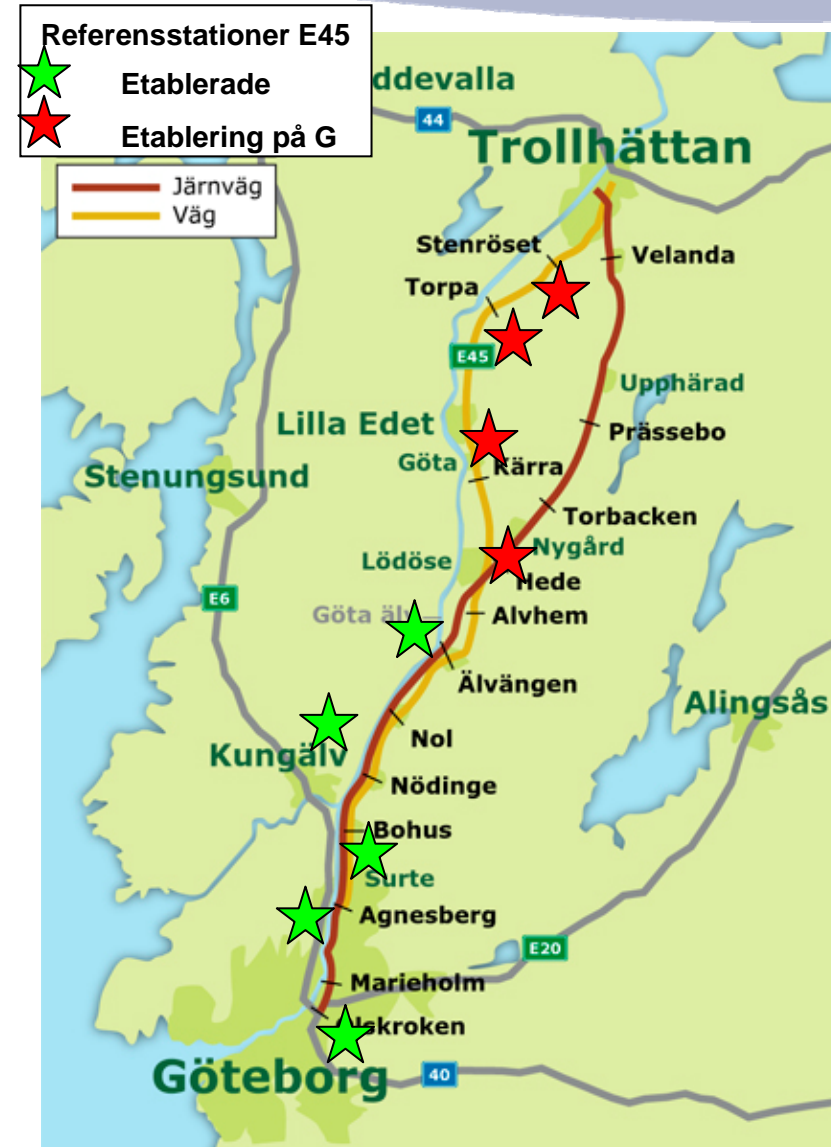 Referensstationer E45
Etablerade
Etablering på G
ddevalla
44
Trollhättan
Järnväg
Väg
Stenröset
Velanda
Torpa
E45
Upphärad
Lilla Edet
Prässebo
Göta
Kärra
Stenungsund
Torbacken
Nygård
Lödöse
Hede
E6
Göta älv
Alvhem
Älvängen
Alingsås
Nol
Kungälv
Nödinge
Bohus
Surte
Agnesberg
E20
Marieholm
lskroken
Göteborg
40